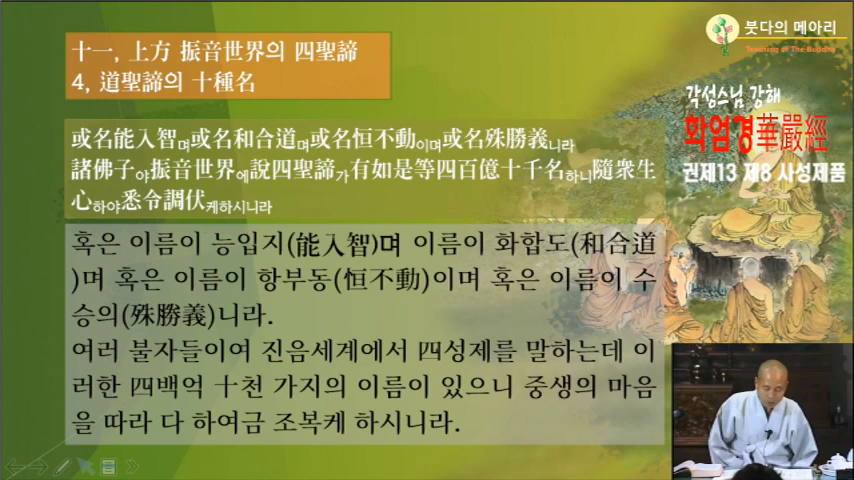 붓다의 메아리
Teaching of The Buddha
十一, 上方 振音世界의 四聖諦
4, 道聖諦의 十種名
각성스님 강해
화엄경華嚴經
권제13 제8 사성제품
或名能入智며或名和合道며或名恒不動이며或名殊勝義니라
諸佛子야振音世界에說四聖諦가有如是等四百億十千名하니隨衆生
心하야悉令調伏케하시니라
혹은 이름이 능입지(能入智)며 이름이 화합도(和合道
)며 혹은 이름이 항부동(恒不動)이며 혹은 이름이 수
승의(殊勝義)니라.
여러 불자들이여 진음세계에서 四성제를 말하는데 이
러한 四백억 十천 가지의 이름이 있으니 중생의 마음
을 따라 다 하여금 조복케 하시니라.